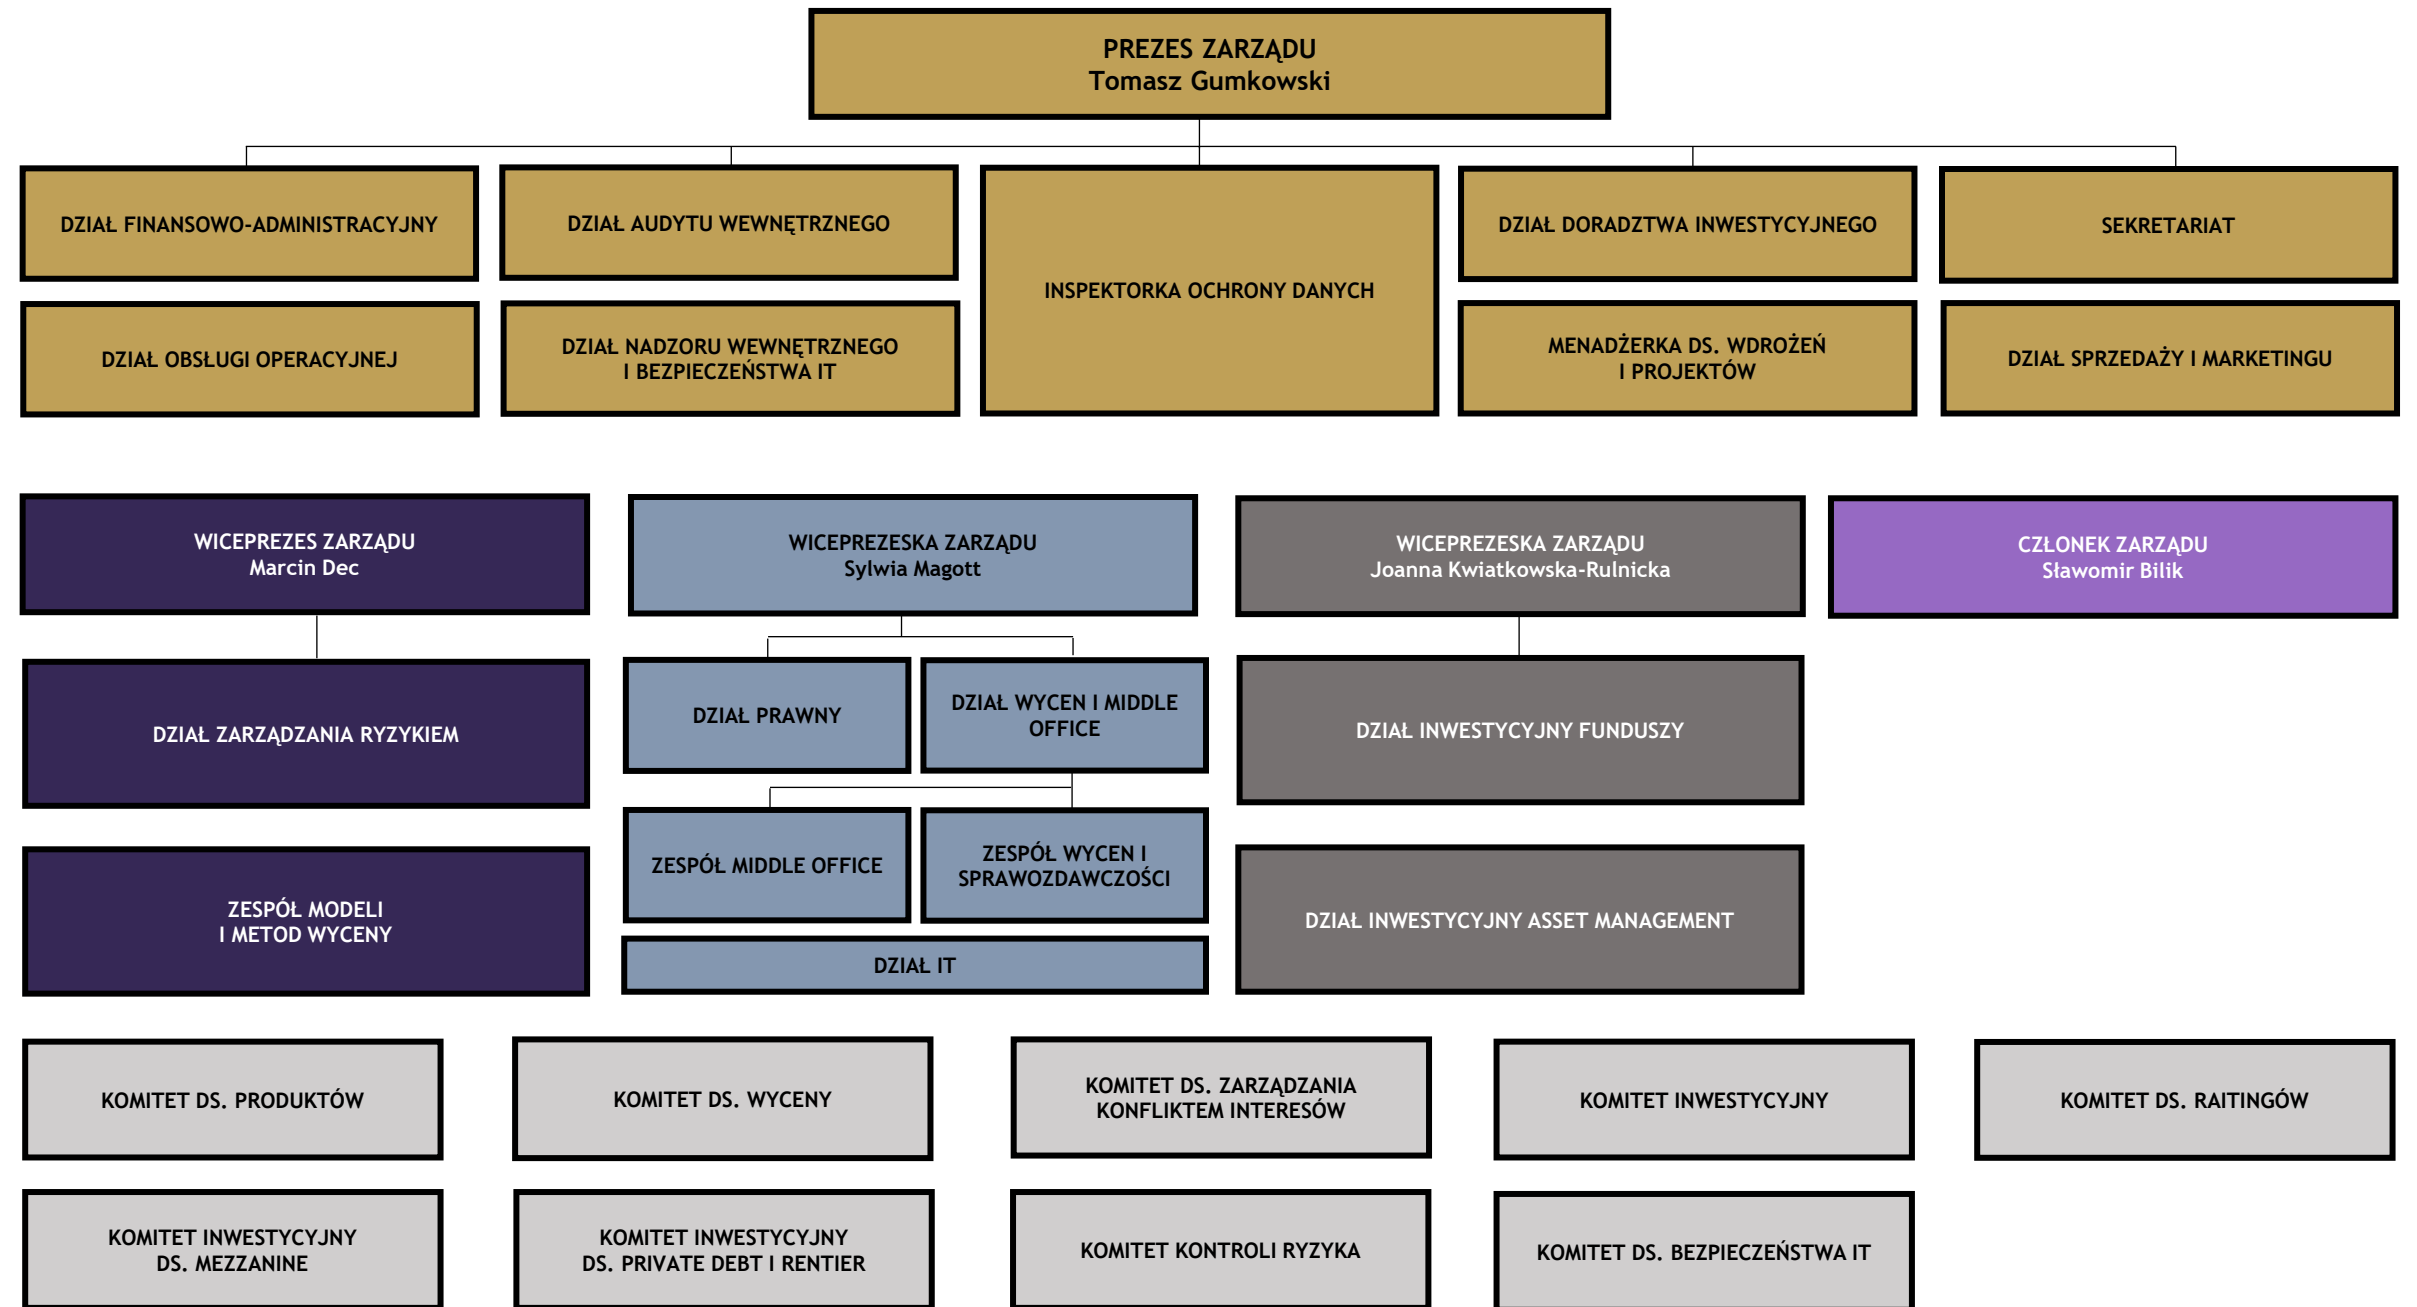 PREZES ZARZĄDU
Tomasz Gumkowski
DZIAŁ FINANSOWO-ADMINISTRACYJNY
DZIAŁ AUDYTU WEWNĘTRZNEGO
INSPEKTORKA OCHRONY DANYCH
DZIAŁ DORADZTWA INWESTYCYJNEGO
SEKRETARIAT
DZIAŁ OBSŁUGI OPERACYJNEJ
DZIAŁ NADZORU WEWNĘTRZNEGO
I BEZPIECZEŃSTWA IT
MENADŻERKA DS. WDROŻEŃ
I PROJEKTÓW
DZIAŁ SPRZEDAŻY I MARKETINGU
WICEPREZES ZARZĄDU
Marcin Dec
WICEPREZESKA ZARZĄDU
Sylwia Magott
WICEPREZESKA ZARZĄDU
Joanna Kwiatkowska-Rulnicka
CZŁONEK ZARZĄDU
Sławomir Bilik
DZIAŁ ZARZĄDZANIA RYZYKIEM
DZIAŁ PRAWNY
DZIAŁ WYCEN I MIDDLE
OFFICE
DZIAŁ INWESTYCYJNY FUNDUSZY
ZESPÓŁ MODELI
I METOD WYCENY
ZESPÓŁ MIDDLE OFFICE
ZESPÓŁ WYCEN I
SPRAWOZDAWCZOŚCI
DZIAŁ IT
DZIAŁ INWESTYCYJNY ASSET MANAGEMENT
KOMITET DS. PRODUKTÓW
KOMITET DS. WYCENY
KOMITET DS. ZARZĄDZANIA
KONFLIKTEM INTERESÓW
KOMITET INWESTYCYJNY
KOMITET DS. RAITINGÓW
KOMITET INWESTYCYJNY
DS. MEZZANINE
KOMITET INWESTYCYJNY
DS. PRIVATE DEBT I RENTIER
KOMITET KONTROLI RYZYKA
KOMITET DS. BEZPIECZEŃSTWA IT